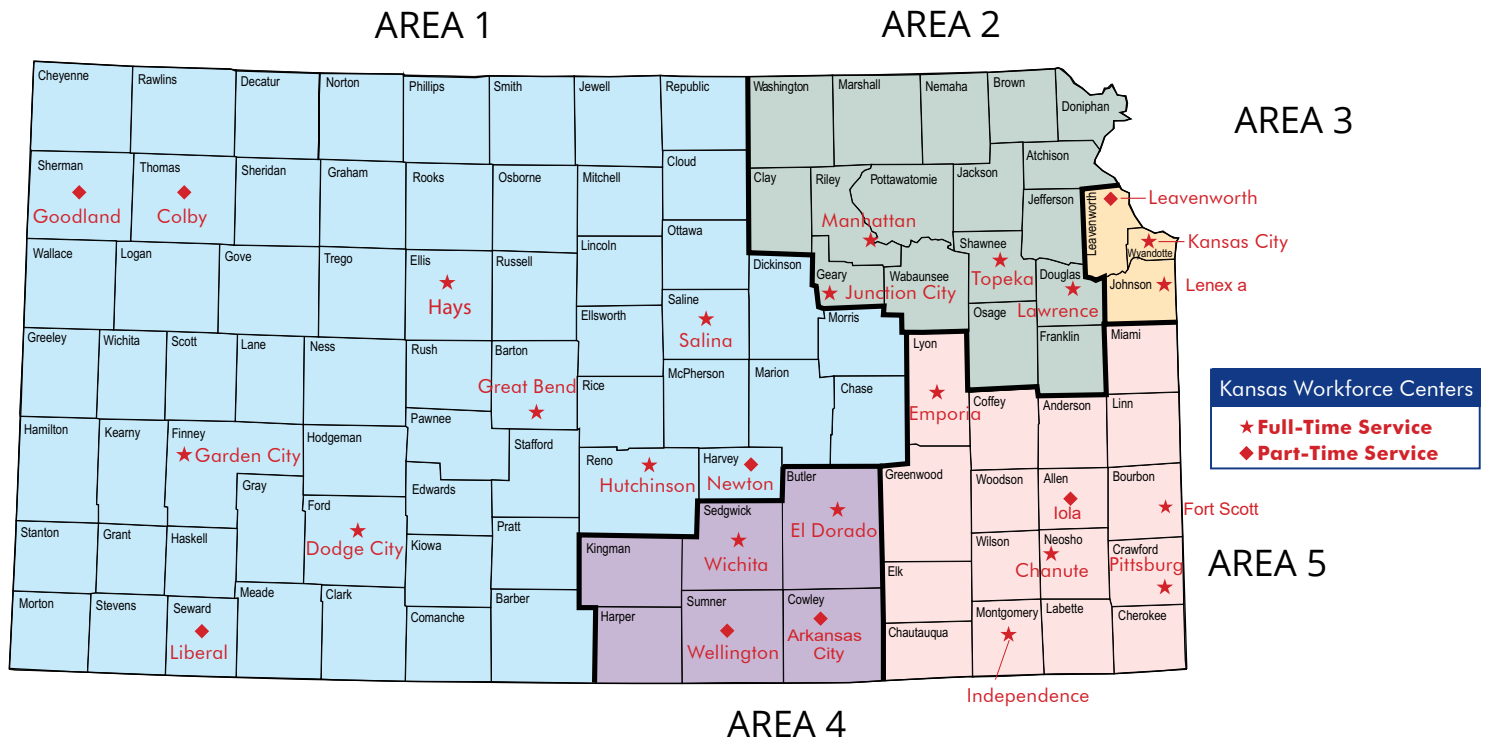 AREA 1
AREA 2
AREA 3
Cheyenne
Rawlins
Decatur
Norton
Phillips
Smith
Jewell
Republic
Washington
Marshall
Nemaha
Brown
Doniphan
Sherman
Goodland
Thomas
Colby
Sheridan
Graham
Rooks
Osborne
Mitchell
Cloud
Clay
Riley
Manhattan
Pottawatomie
Jackson
Atchison
Jefferson
Leavenworth
Leavenworth
Wyandotte
Kansas City
Wallace
Logan
Gove
Trego
Ellis
Hays
Russell
Lincoln
Ottawa
Dickinson
Geary
Junction City
Wabaunsee
Shawnee
Topeka
Douglas
Lawrence
Johnson
Lenex a
Ellsworth
Saline
Salina
Morris
Osage
Franklin
Miami
Greeley
Wichita
Scott
Lane
Ness
Rush
Barton
Great Bend
Rice
McPherson
Marion
Chase
Lyon
Emporia
Coffey
Anderson
Linn
Kansas Workforce Centers
Full-Time Service
Part-Time Service
Hamilton
Kearny
Finney
Garden City
Hodgeman
Pawnee
Stafford
Reno
Hutchinson
Harvey
Newton
Butler
El Dorado
Greenwood
Woodson
Allen
Iola
Bourbon
Fort Scott
Gray
Ford
Dodge City
Edwards
Pratt
Kiowa
Kingman
Sedgwick
Wichita
Stanton
Grant
Haskell
Elk
Wilson
Neosho
Chanute
Crawford
Pittsburg
AREA 5
Morton
Stevens
Seward
Liberal
Meade
Clark
Comanche
Barber
Harper
Sumner
Wellington
Cowley
Arkansas
City
Chautauqua
Montgomery
Labette
Cherokee
Independence
AREA 4